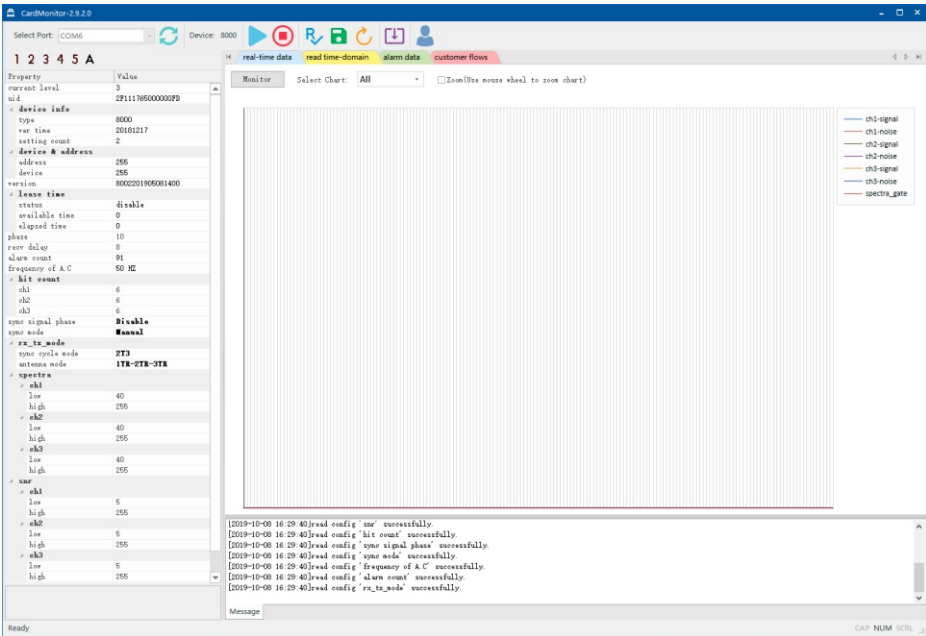 CardMonitor-2.9.2.0
Select Port: COM6 Device: 8000
1 2 3 4 5 A
real-time data read time-domain alarm data customer flows
Property Value
current level 3
uid 2F111765000000FD
device info
type 8000
ver time 20181217
setting count 2
device & address
address 255
device 255
version 8002201905081400
lease time
status disable
available time 0
elapsed time 0
phase 10
recv delay 8
alarm count 91
frequency of A.C 50 HZ
hit count
ch1 6
ch2 6
ch3 6
sync signal phase Disable
sync mode Manual
rx_tx_mode
sync cycle mode 2T3
antenna mode 1TR-2TR-3TR
spectra
ch1
low 40
high 255
ch2
low 40
high 255
ch3
low 40
high 255
snr
ch1
low 5
high 255
ch2
low 5
high 255
ch3
low 5
high 255
Monitor Select Chart: All Zoom(Use mouse wheel to zoom chart)
ch1-signal
ch1-noise
ch2-signal
ch2-noise
ch3-signal
ch3-noise
spectra_gate
[2019-10-08 16:29:40]read config 'snr' successfully.
[2019-10-08 16:29:40]read config 'hit count' successfully.
[2019-10-08 16:29:40]read config 'sync signal phase' successfully.
[2019-10-08 16:29:40]read config 'sync mode' successfully.
[2019-10-08 16:29:40]read config 'frequency of A.C' successfully.
[2019-10-08 16:29:40]read config 'alarm count' successfully.
[2019-10-08 16:29:40]read config 'rx_tx_mode' successfully.
Message
Ready CAP NUM SCRL